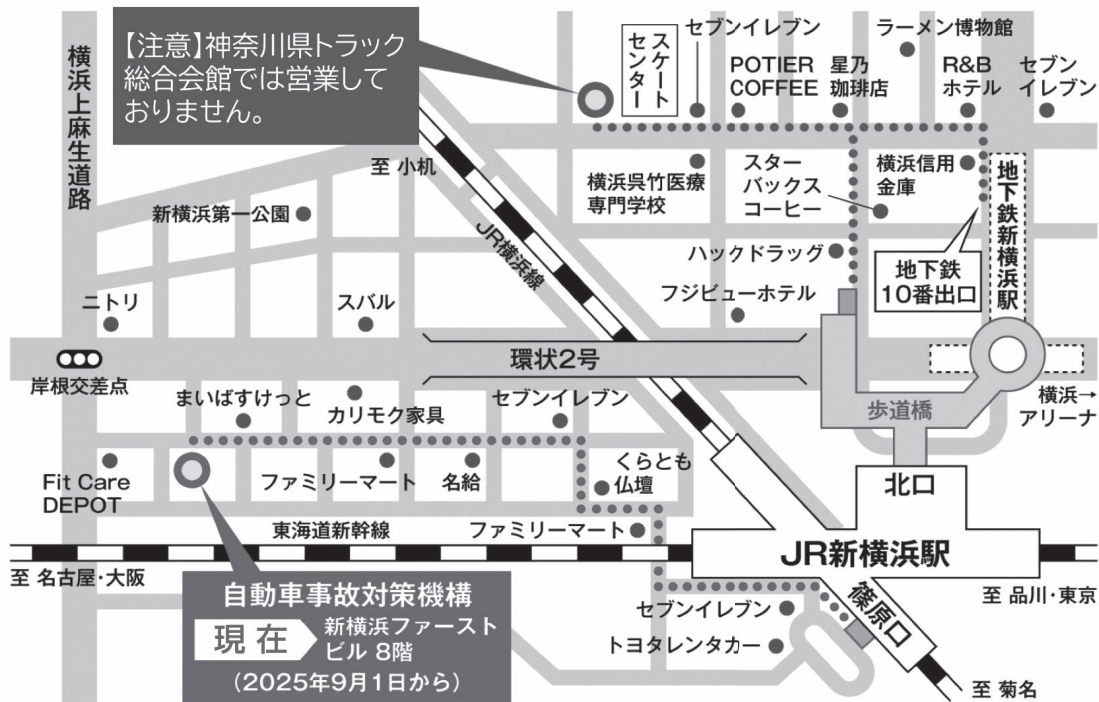 【注意】神奈川県トラック
総合会館では営業して
おりません。
横浜上麻生道路
スケート
センター
セブンイレブン
POTIER
COFFEE
星乃
珈琲店
ラーメン博物館
R&B
ホテル
セブン
イレブン
至 小机
新横浜第一公園
JR横浜線
横浜呉竹医療
専門学校
スター
バックス
コーヒー
横浜信用
金庫
地下鉄新横浜駅
ハックドラッグ
地下鉄
10番出口
フジビューホテル
ニトリ
スバル
環状2号
岸根交差点
まいばすけっと
カリモク家具
セブンイレブン
歩道橋
横浜→
アリーナ
Fit Care
DEPOT
ファミリーマート
名給
くらとも
仏壇
北口
東海道新幹線
ファミリーマート
JR新横浜駅
至 名古屋・大阪
至 品川・東京
自動車事故対策機構
現在
新横浜ファースト
ビル 8階
(2025年9月1日から)
セブンイレブン
トヨタレンタカー
篠原口
至 菊名